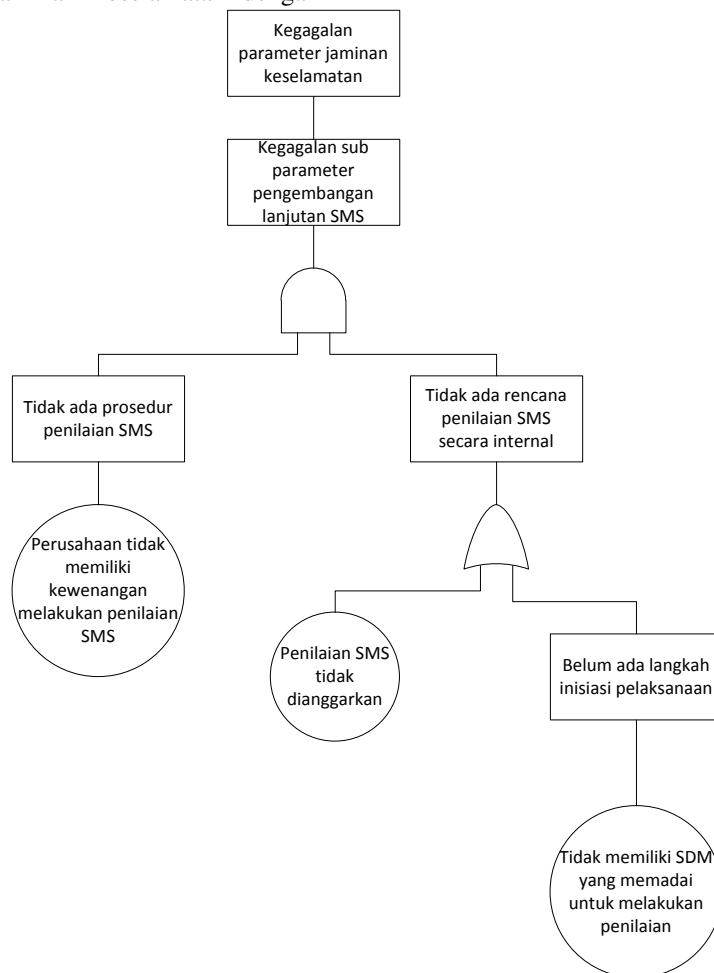 Kegagalan
parameter jaminan
keselamatan
Kegagalan sub
parameter
pengembangan
lanjutan SMS
Tidak ada prosedur
penilaian SMS
Tidak ada rencana
penilaian SMS
secara internal
Perusahaan tidak
memiliki
kewenangan
melakukan penilaian
SMS
Penilaian SMS
tidak
dianggarkan
Belum ada langkah
inisiasi pelaksanaan
Tidak memiliki SDM
yang memadai
untuk melakukan
penilaian